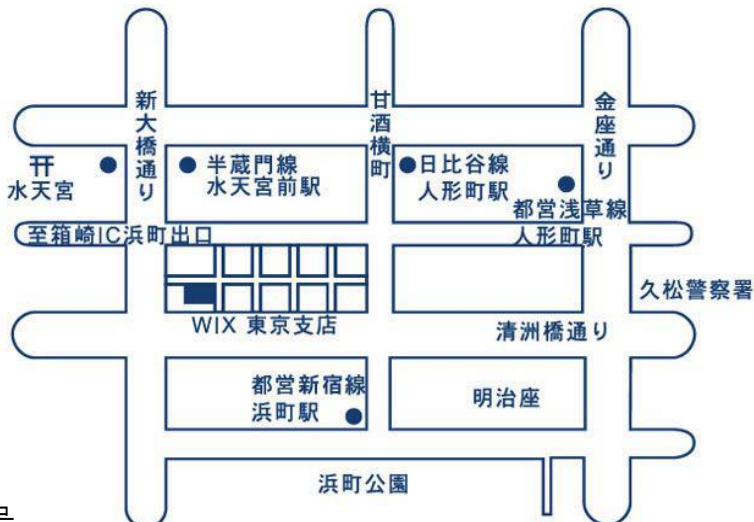 新大橋通り
甘酒横町
金座通り
水天宮
半蔵門線
水天宮前駅
日比谷線
人形町駅
都営浅草線
人形町駅
至箱崎IC浜町出口
久松警察署
WIX 東京支店
清洲橋通り
都営新宿線
浜町駅
明治座
浜町公園